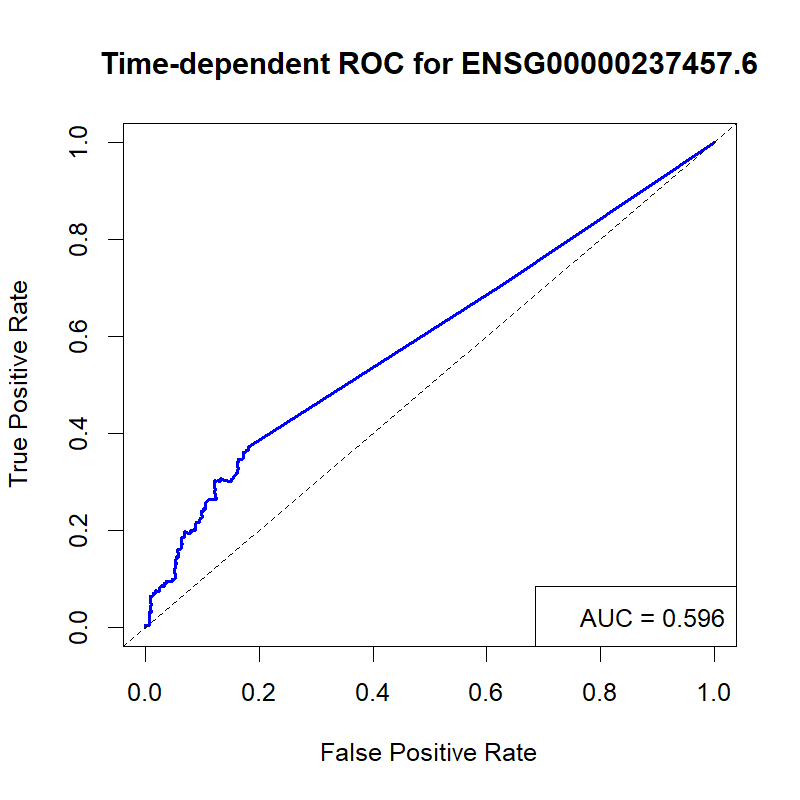 Time-dependent ROC for ENSG00000237457.6
True Positive Rate
1.0
0.8
0.6
0.4
0.2
0.0
AUC = 0.596
0.0 0.2 0.4 0.6 0.8 1.0
False Positive Rate